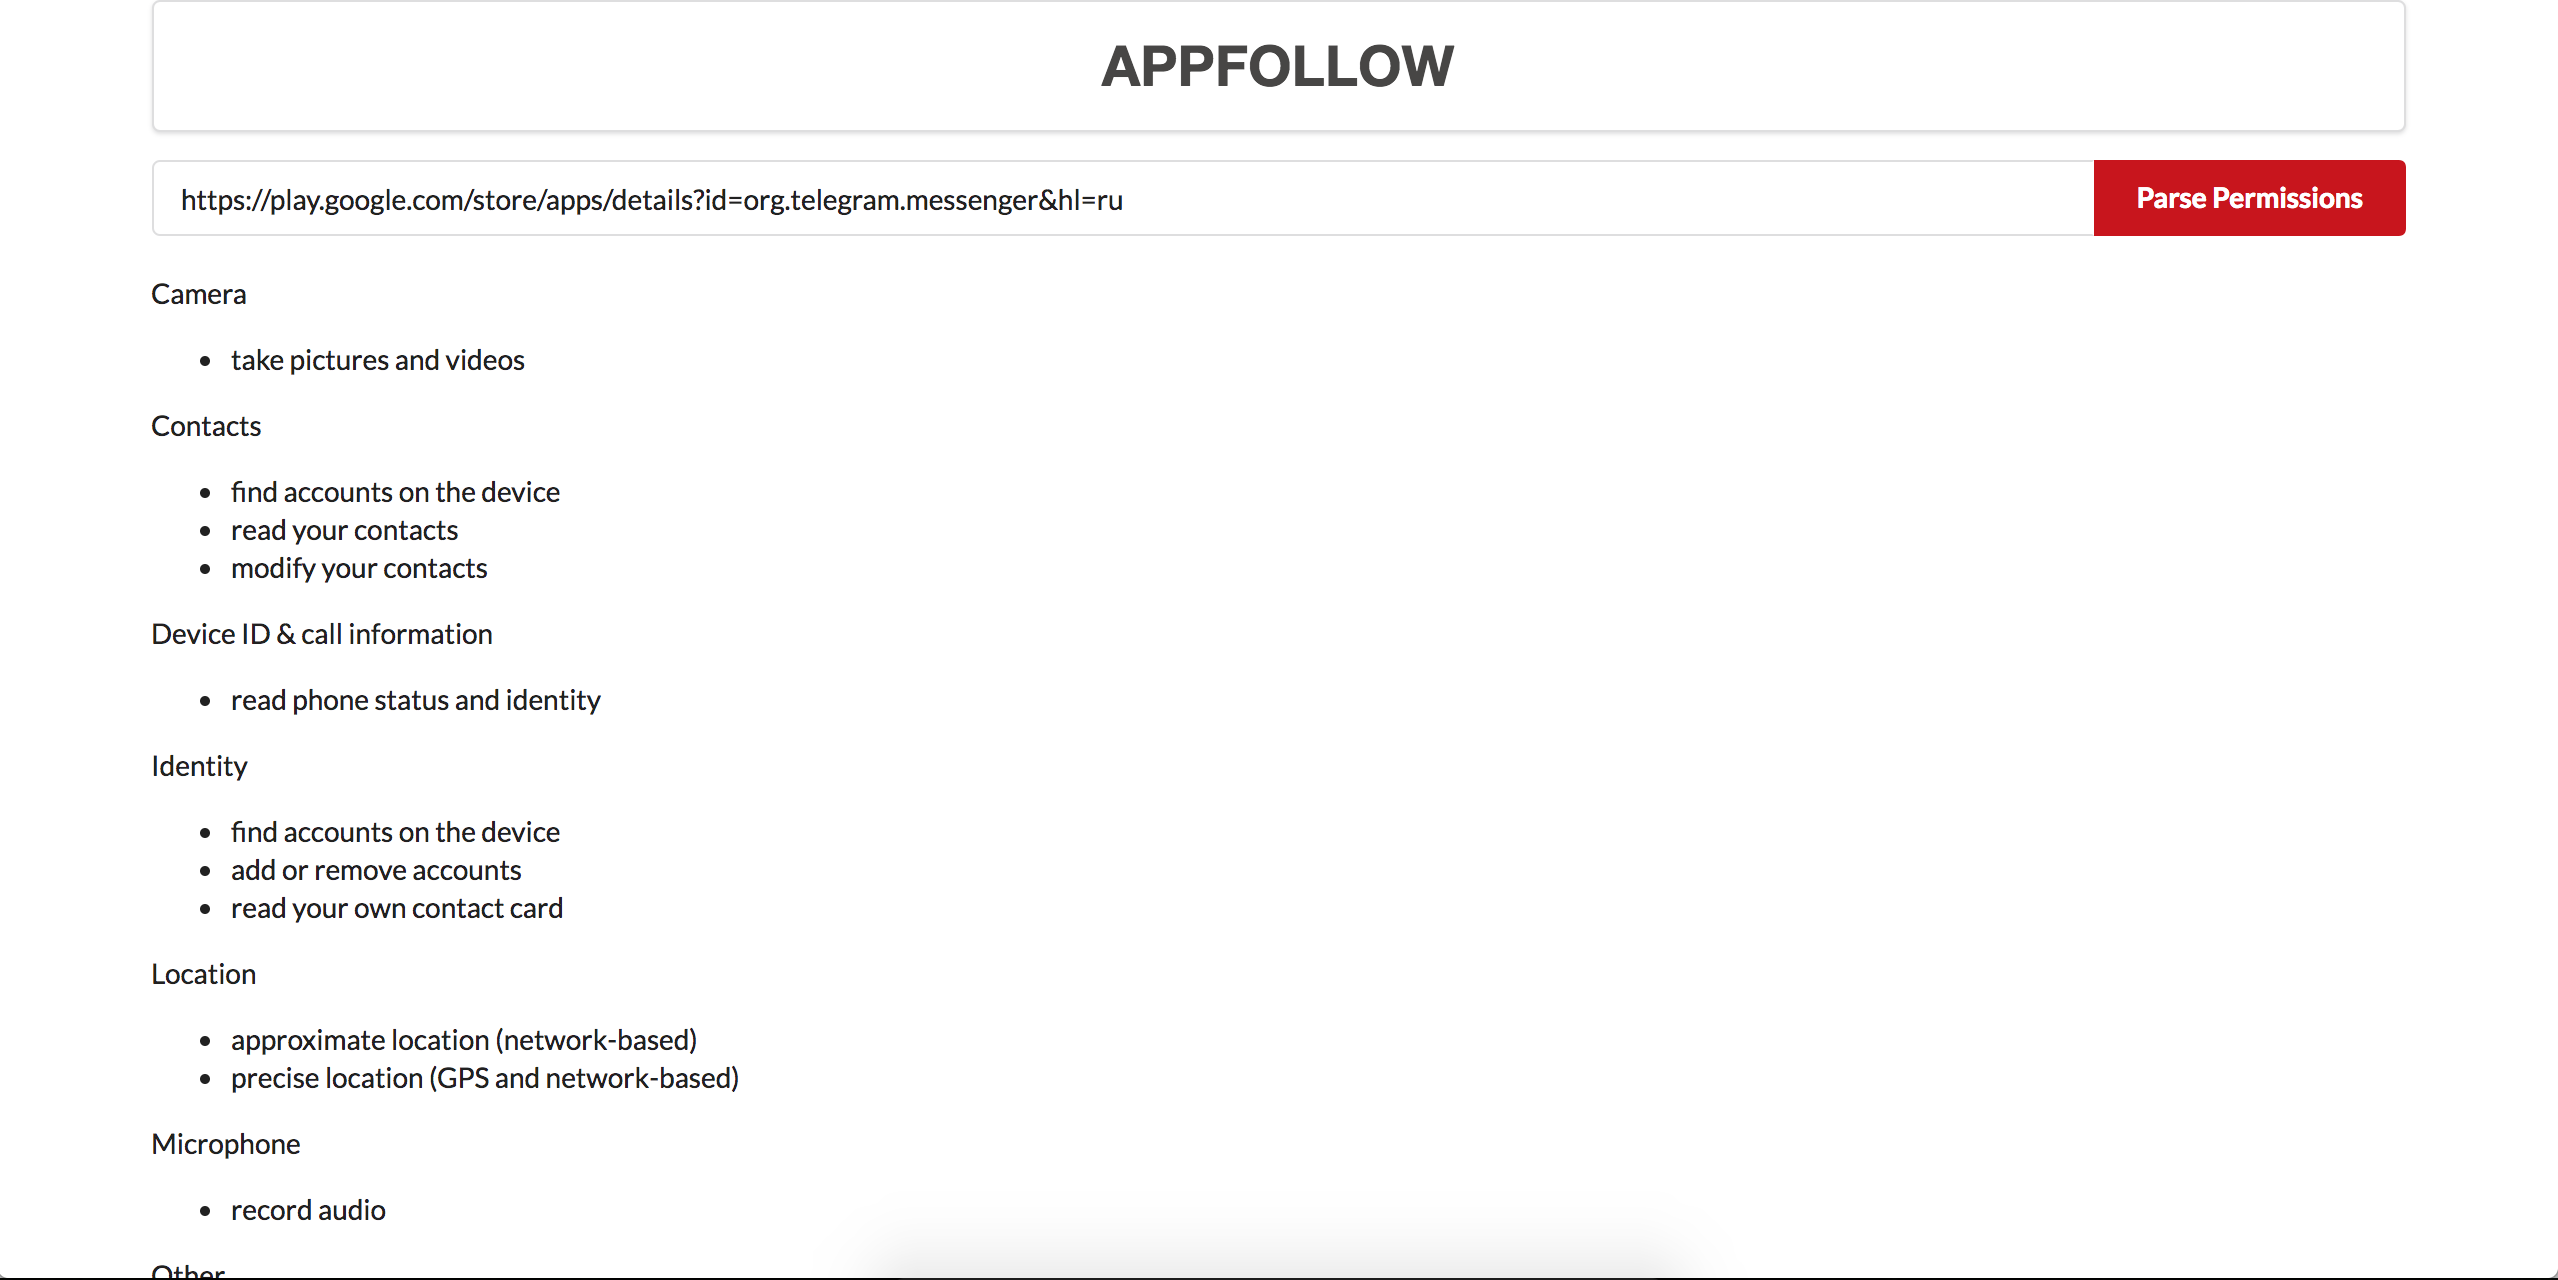 APPFOLLOW
https://play.google.com/store/apps/details?id=org.telegram.messenger&hl=ru
Parse Permissions
Camera
• take pictures and videos
Contacts
• find accounts on the device
• read your contacts
• modify your contacts
Device ID & call information
• read phone status and identity
Identity
• find accounts on the device
• add or remove accounts
• read your own contact card
Location
• approximate location (network-based)
• precise location (GPS and network-based)
Microphone
• record audio
Other